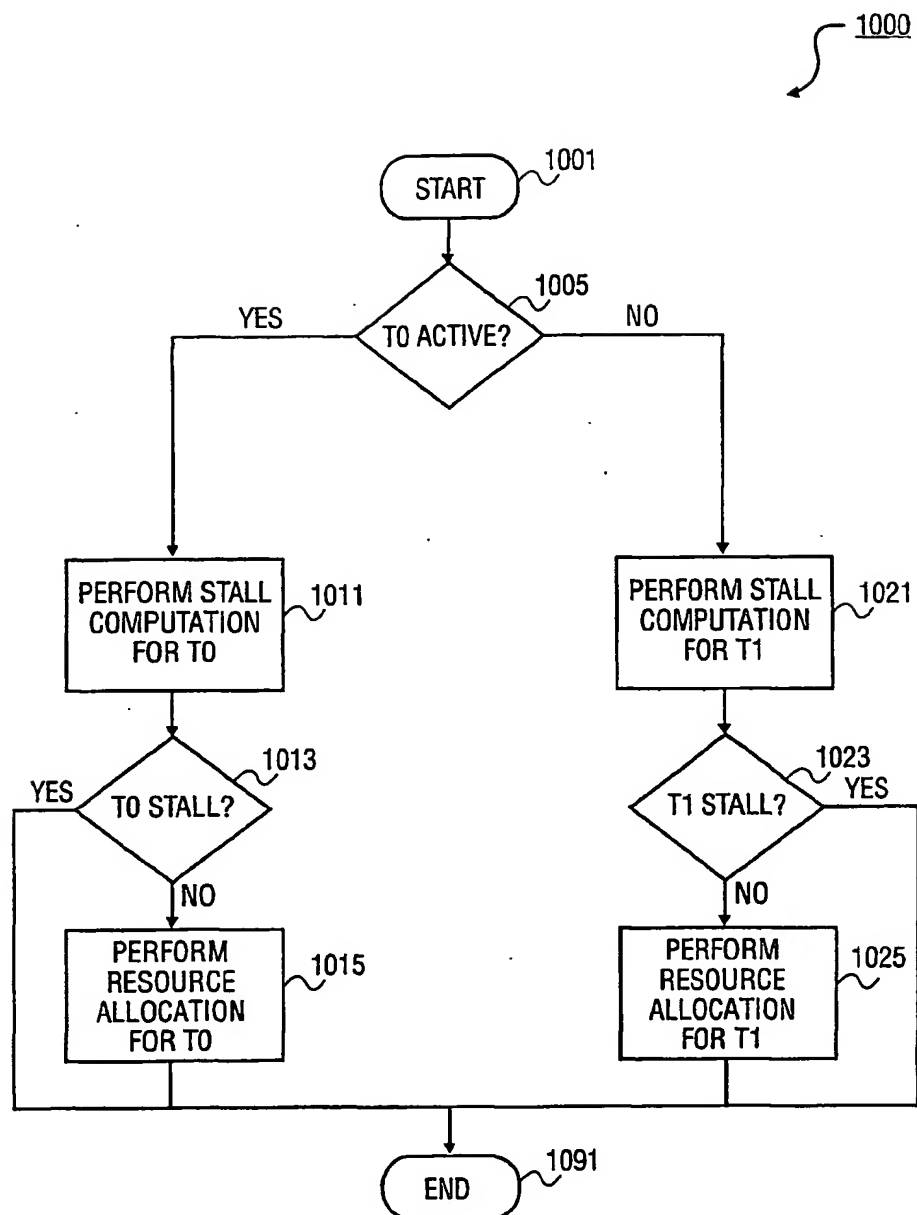 1000
START
1001
T0 ACTIVE?
1005
YES
NO
PERFORM STALL
COMPUTATION
FOR T0
1011
PERFORM STALL
COMPUTATION
FOR T1
1021
T0 STALL?
1013
YES
NO
T1 STALL?
1023
YES
NO
PERFORM
RESOURCE
ALLOCATION
FOR T0
1015
PERFORM
RESOURCE
ALLOCATION
FOR T1
1025
END
1091